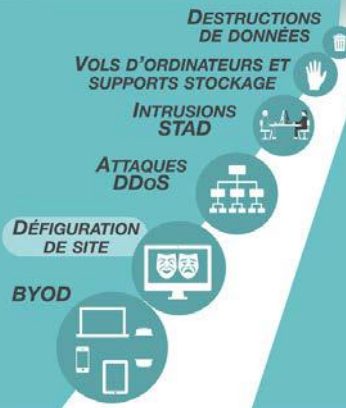 DESTRUCTIONS
DE DONNÉES
VOLS D'ORDINATEURS ET
SUPPORTS STOCKAGE
INTRUSIONS
STAD
ATTAQUES
DDOS
DÉFIGURATION
DE SITE
BYOD